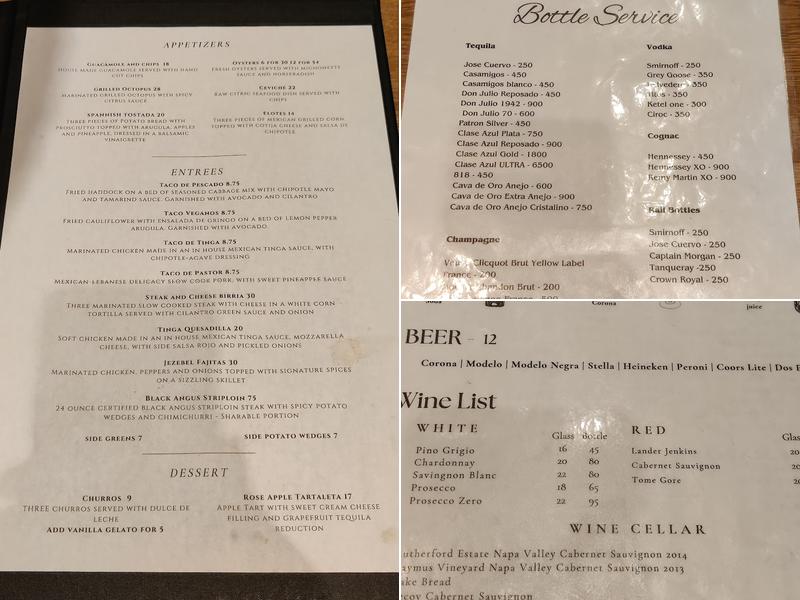 APPETIZERS
Guacamole and chips 18
House made guacamole served with hand
cut chips
Oysters 6 for 30 12 for 54
Fresh oysters served with mignonette
sauce and horseradish
Grilled Octopus 28
Marinated grilled octopus with spicy
citrus sauce
Ceviche 22
Raw citric seafood dish served with
chips
Spannish Tostada 20
Three pieces of potato bread with
prosciutto topped with arugula, apples
and pineapple, dressed in a balsamic
vinaigrette
Elotes 14
Three pieces of Mexican grilled corn
topped with cotija cheese and salsa de
chipotle
ENTREES
Taco de Pescado 8.75
Fried haddock on a bed of seasoned cabbage mix with chipotle mayo
and tamarind sauce. Garnished with avocado and cilantro
Taco Veganos 8.75
Fried cauliflower with ensalada de gringo on a bed of lemon pepper
arugula. Garnished with avocado.
Taco de Tinga 8.75
Marinated chicken made in an in house Mexican tinga sauce, with
chipotle-agave dressing
Taco de Pastor 8.75
Mexican-Lebanese delicacy slow cook pork, with sweet pineapple sauce
Steak and Cheese Birria 30
Three marinated slow cooked steak with cheese in a white corn
tortilla served with cilantro green sauce and onion
Tinga Quesadilla 20
Soft chicken made in an in house Mexican tinga sauce, mozzarella
cheese, with side salsa rojo and pickled onions
Jezebel Fajitas 30
Marinated chicken, peppers and onions topped with signature spices
on a sizzling skillet
Black Angus Striploin 75
24 ounce certified black angus striploin steak with spicy potato
wedges and chimichurri - sharable portion
SIDE GREENS 7
SIDE POTATO WEDGES 7
DESSERT
Churros 9
Three churros served with dulce de
leche
Add vanilla gelato for 5
Rose Apple Tartaleta 17
Apple tart with sweet cream cheese
filling and grapefruit tequila
reduction
Bottle Service
Tequila
Jose Cuervo - 250
Casamigos - 450
Casamigos blanco - 450
Don Julio Reposado - 450
Don Julio 1942 - 900
Don Julio 70 - 600
Patron Silver - 450
Clase Azul Plata - 750
Clase Azul Reposado - 900
Clase Azul Gold - 1800
Clase Azul ULTRA - 6500
818 - 450
Cava de Oro Anejo - 600
Cava de Oro Extra Anejo - 900
Cava de Oro Anejo Cristalino - 750
Champagne
Clicquot Brut Yellow Label
France - 200
Brut - 200
Vodka
Smirnoff - 250
Grey Goose - 350
350
350
Ketel one - 300
Ciroc - 350
Cognac
Hennessey - 450
Hennessey XO - 900
Remy Martin XO - 900
Rail Bottles
Smirnoff - 250
Jose Cuervo - 250
Captain Morgan - 250
Tanqueray -250
Crown Royal - 250
Corona
juice
BEER - 12
Corona | Modelo | Modelo Negra | Stella | Heineken | Peroni | Coors Lite | Dos
Wine List
WHITE
Glass Bottle
Pino Grigio 16 45
Chardonnay 20 80
Savingnon Blanc 22 80
Prosecco 18 65
Prosecco Zero 22 95
RED
Glas
Lander Jenkins 20
Cabernet Sauvignon
Tome Gore 20
WINE CELLAR
utherford Estate Napa Valley Cabernet Sauvignon 2014
aymus Vineyard Napa Valley Cabernet Sauvignon 2013
ake Bread
Cabernet Sauvignon